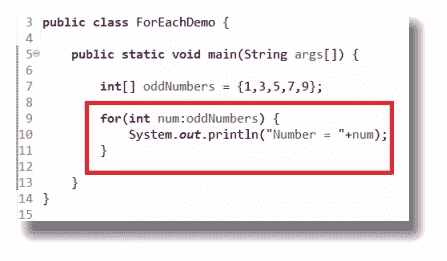 3 public class ForEachDemo {
4
5 public static void main(String args[]) {
6
7 int[] oddNumbers = {1,3,5,7,9};
8
9 for(int num:oddNumbers) {
10 System.out.println("Number = "+num);
11 }
12
13 }
14 }
15